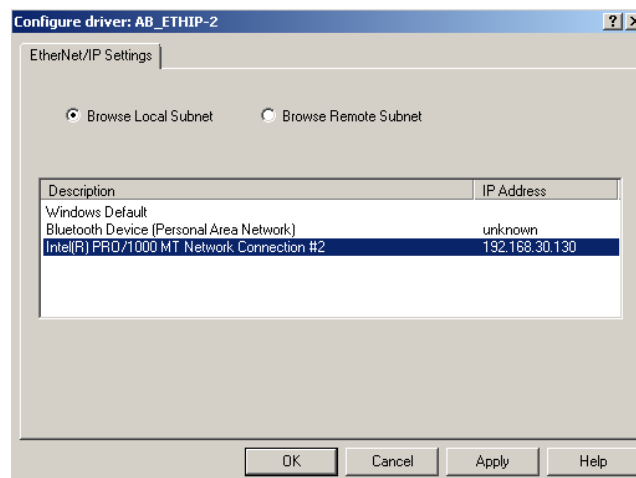 Configure driver: AB_ETHIP-2
EtherNet/IP Settings
Browse Local Subnet Browse Remote Subnet
Description IP Address
Windows Default
Bluetooth Device (Personal Area Network) unknown
Intel(R) PRO/1000 MT Network Connection #2 192.168.30.130
OK Cancel Apply Help